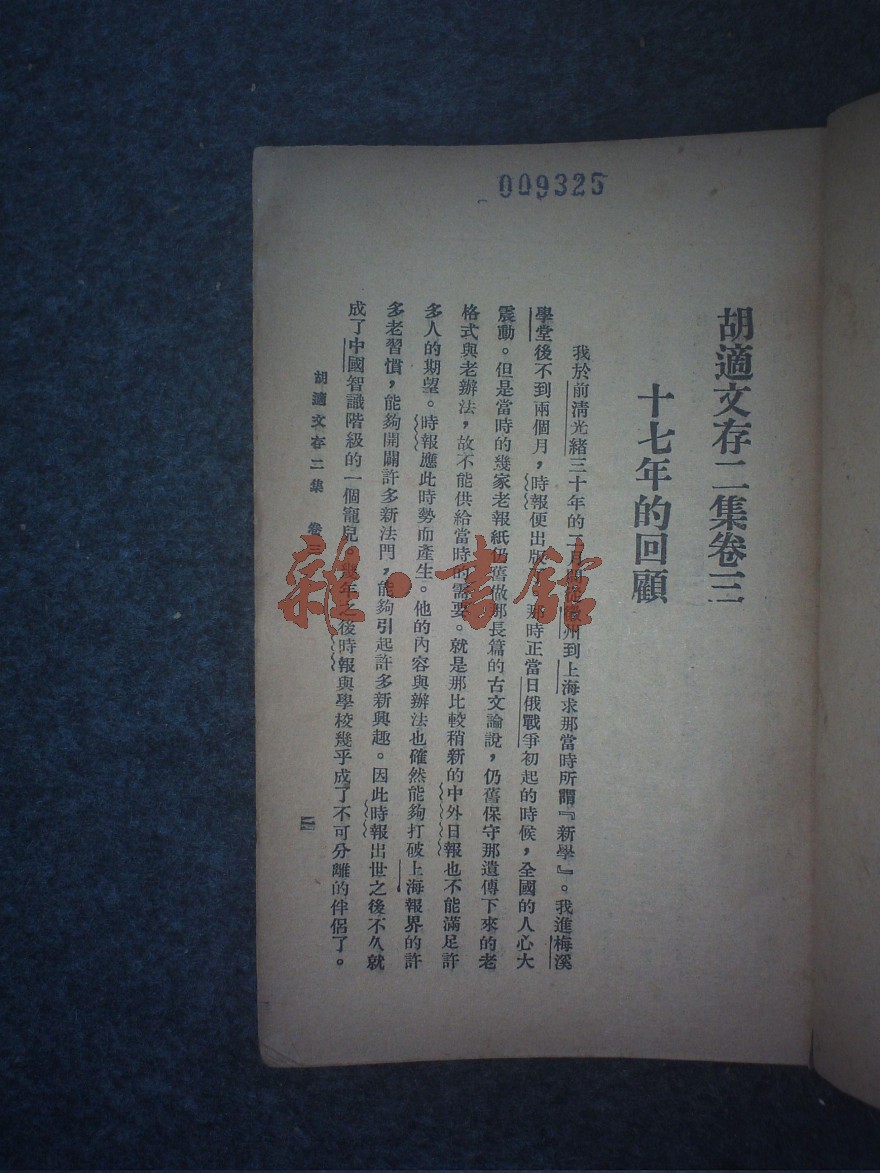 009325
胡適文存二集卷三
十七年的回顧
我於前清光緒三十年的二月間從徽州到上海求那當時所謂『新學』。我進梅溪
學堂後不到兩個月,時報便出版了。那時正當日俄戰爭初起的時候,全國的人心大
震動。但是當時的幾家老報紙仍舊做那長篇的古文論說,仍舊保守那遺傳下來的老
格式與老辦法,故不能供給當時的需要。就是那比較稍新的中外日報也不能滿足許
多人的期望。時報應此時勢而產生。他的內容與辦法也確然能夠打破上海報界的許
多老習慣,能夠開闢許多新法門,能夠引起許多新興趣。因此時報出世之後不久就
成了中國智識階級的一個寵兒。幾年之後時報與學校幾乎成了不可分離的伴侶了。
胡適文存二集 卷三
雜·書館